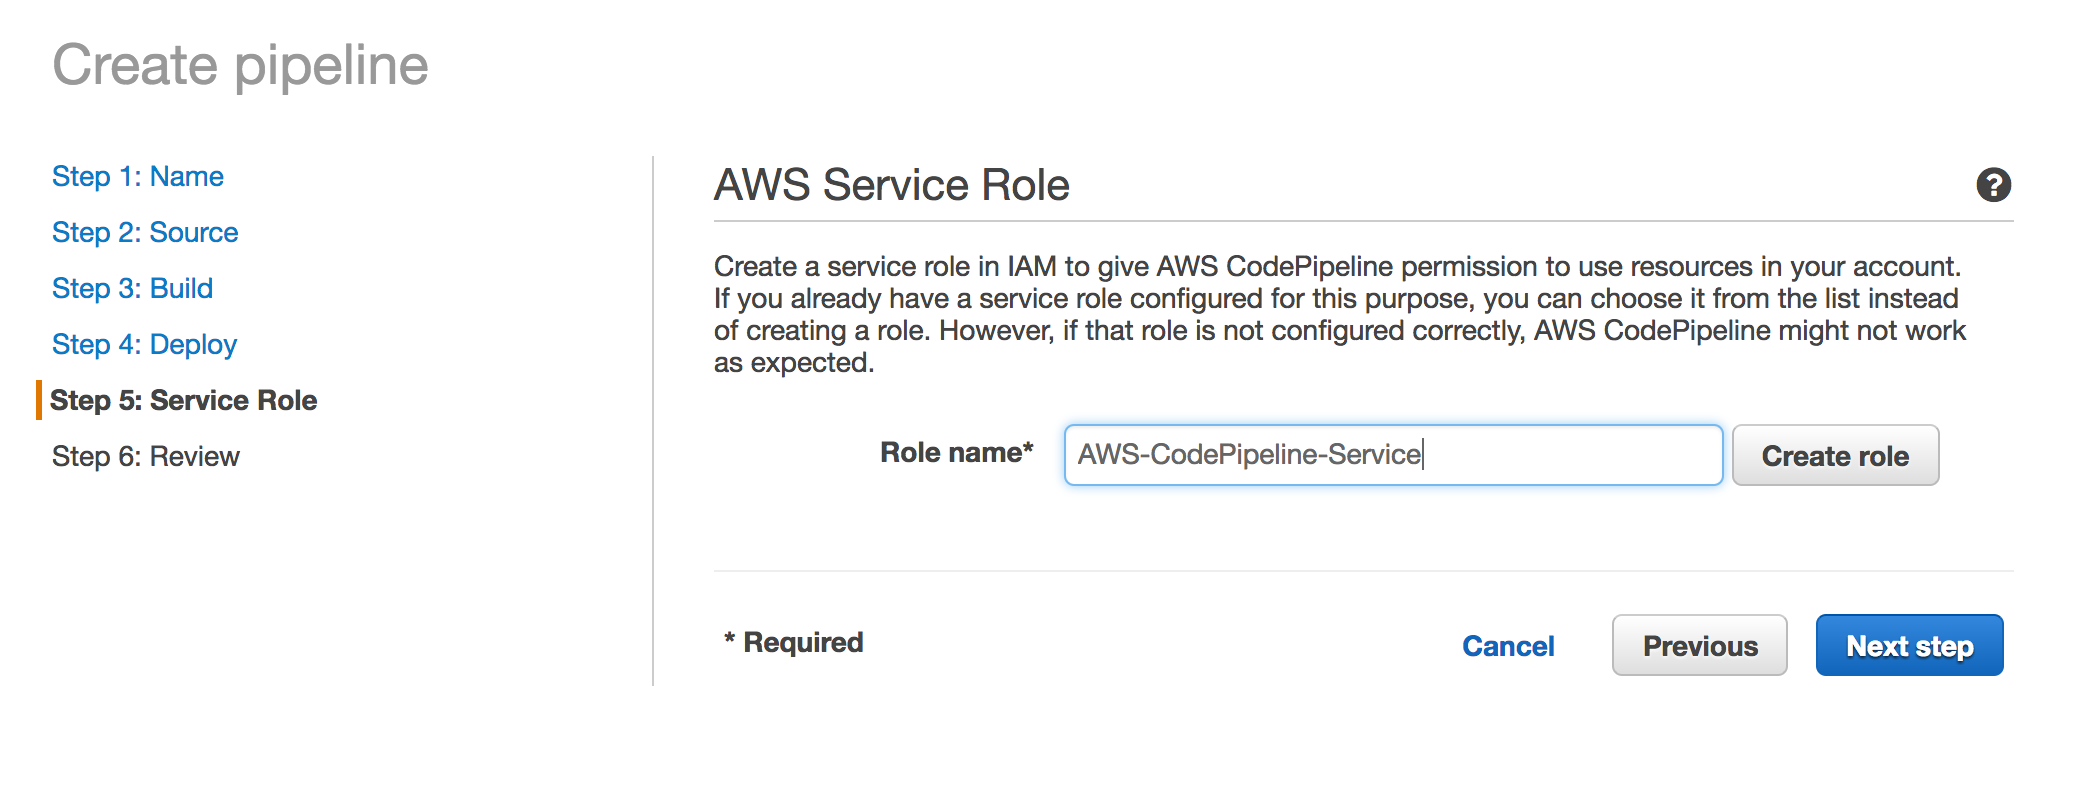 Create pipeline
Step 1: Name
Step 2: Source
Step 3: Build
Step 4: Deploy
Step 5: Service Role
Step 6: Review
AWS Service Role
?
Create a service role in IAM to give AWS CodePipeline permission to use resources in your account.
If you already have a service role configured for this purpose, you can choose it from the list instead
of creating a role. However, if that role is not configured correctly, AWS CodePipeline might not work
as expected.
Role name* AWS-CodePipeline-Service Create role
* Required Cancel Previous Next step